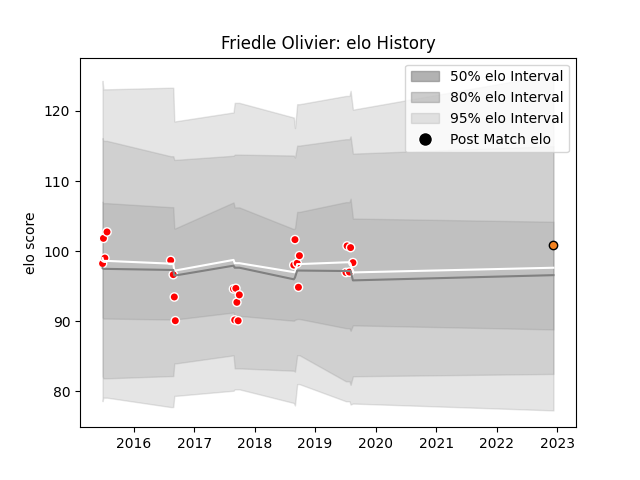 Friedle Olivier: elo History
50% elo Interval
80% elo Interval
95% elo Interval
Post Match elo
elo score
120
110
100
90
80
2016 2017 2018 2019 2020 2021 2022 2023